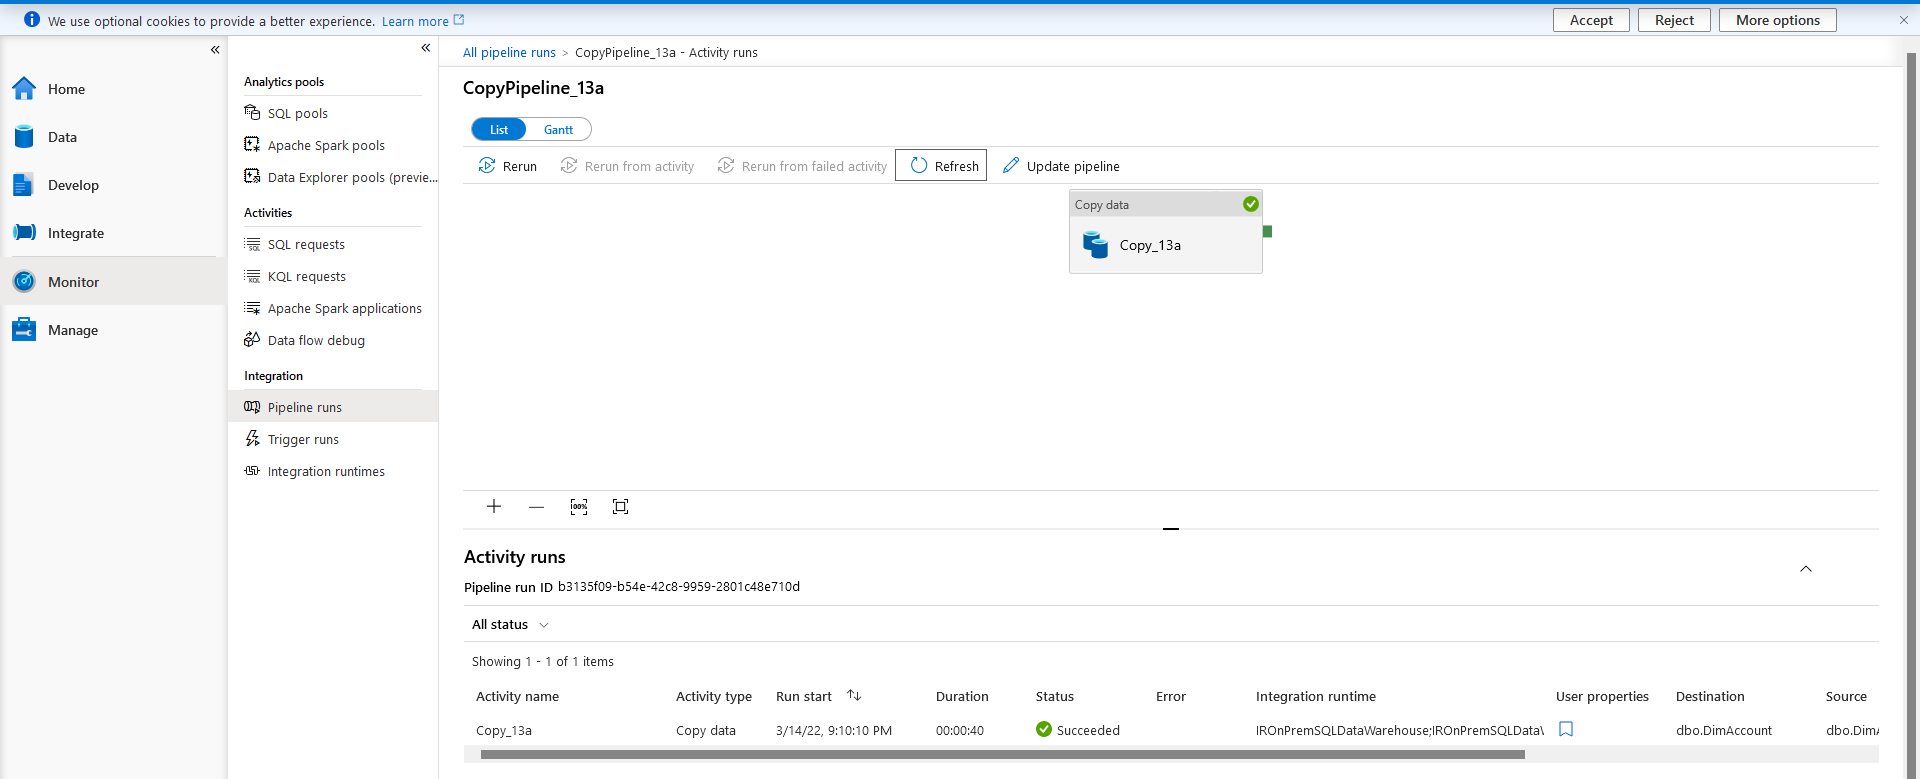 We use optional cookies to provide a better experience. Learn more
Accept
Reject
More options
Home
Data
Develop
Integrate
Monitor
Manage
Analytics pools
SQL pools
Apache Spark pools
Data Explorer pools (previe...
Activities
SQL requests
KQL requests
Apache Spark applications
Data flow debug
Integration
Pipeline runs
Trigger runs
Integration runtimes
All pipeline runs > CopyPipeline_13a - Activity runs
CopyPipeline_13a
List Gantt
Rerun Rerun from activity Rerun from failed activity Refresh Update pipeline
Copy data
Copy_13a
100%
Activity runs
Pipeline run ID b3135f09-b54e-42c8-9959-2801c48e710d
All status
Showing 1 - 1 of 1 items
Activity name Activity type Run start Duration Status Error Integration runtime User properties Destination Source
Copy_13a Copy data 3/14/22, 9:10:10 PM 00:00:40 Succeeded IROnPremSQLDataWarehouse;IROnPremSQLData dbo.DimAccount dbo.Dim